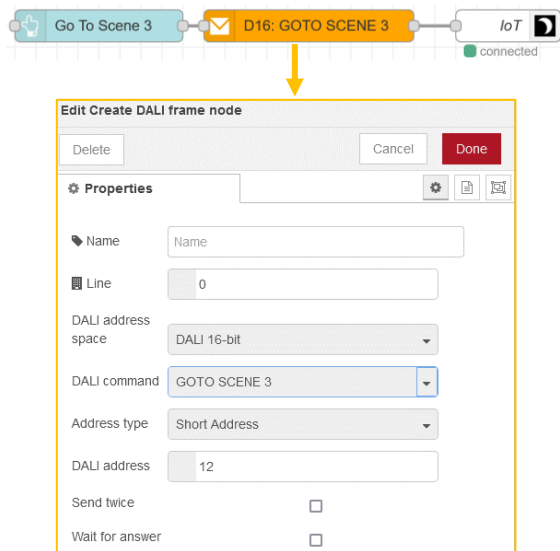 Go To Scene 3
D16: GOTO SCENE 3
IoT
connected
Edit Create DALI frame node
Delete
Cancel
Done
Properties
Name
Name
Line
0
DALI address
space
DALI 16-bit
DALI command
GOTO SCENE 3
Address type
Short Address
DALI address
12
Send twice
Wait for answer